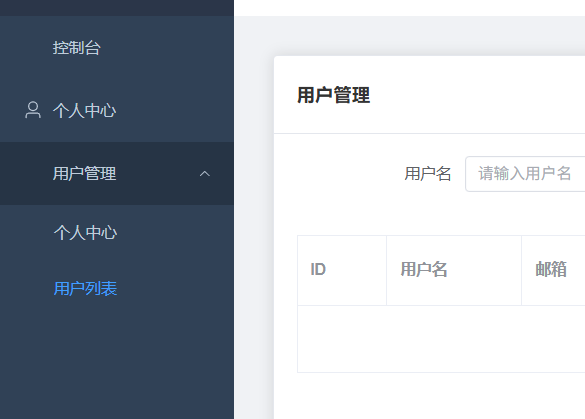 控制台
个人中心
用户管理
个人中心
用户列表
用户管理
用户名 请输入用户名
ID 用户名 邮箱